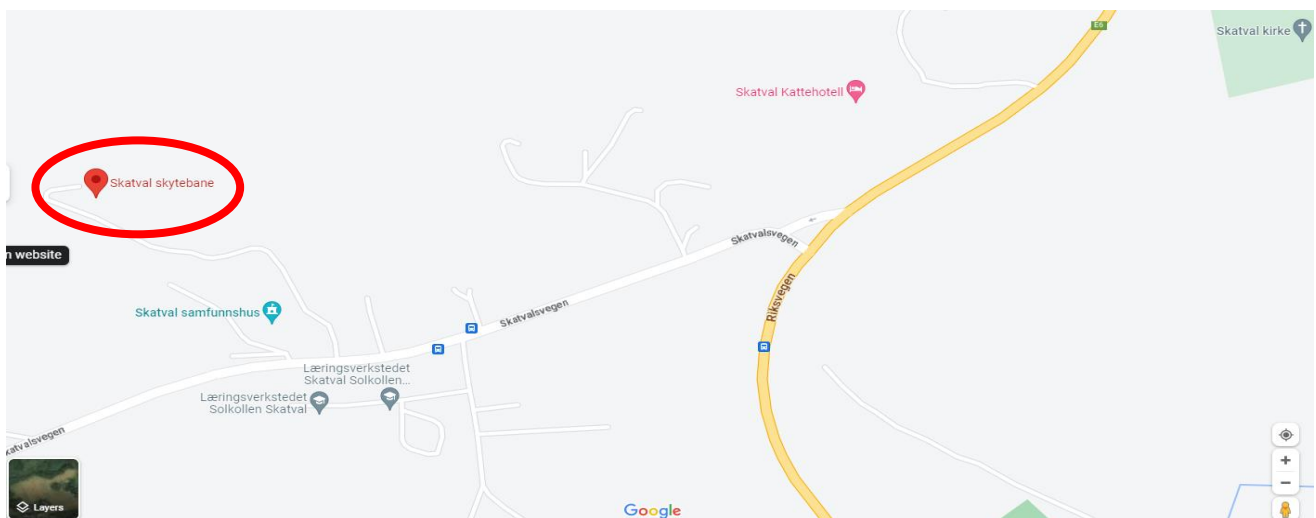 E6
Skatval kirke
Skatval Kattehotell
Skatval skytebane
Skatvalsvegen
n website
Riksvegen
Skatval samfunnshus
Skatvalsvegen
Læringsverkstedet
Skatval Solkollen...
Læringsverkstedet
Solkollen Skatval
katvalsvegen
Layers
Google